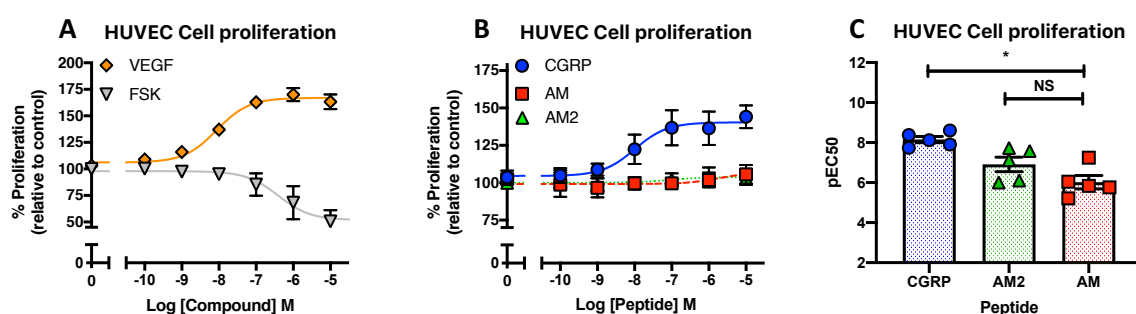 A HUVEC Cell proliferation
VEGF
FSK
% Proliferation
(relative to control)
200
175
150
125
100
75
50
0
0 -10 -9 -8 -7 -6 -5
Log [Compound] M
B HUVEC Cell proliferation
CGRP
AM
AM2
% Proliferation
(relative to control)
175
150
125
100
75
0
0 -10 -9 -8 -7 -6 -5
Log [Peptide] M
C HUVEC Cell proliferation
*
NS
pEC50
12
10
8
6
4
2
CGRP AM2 AM
Peptide